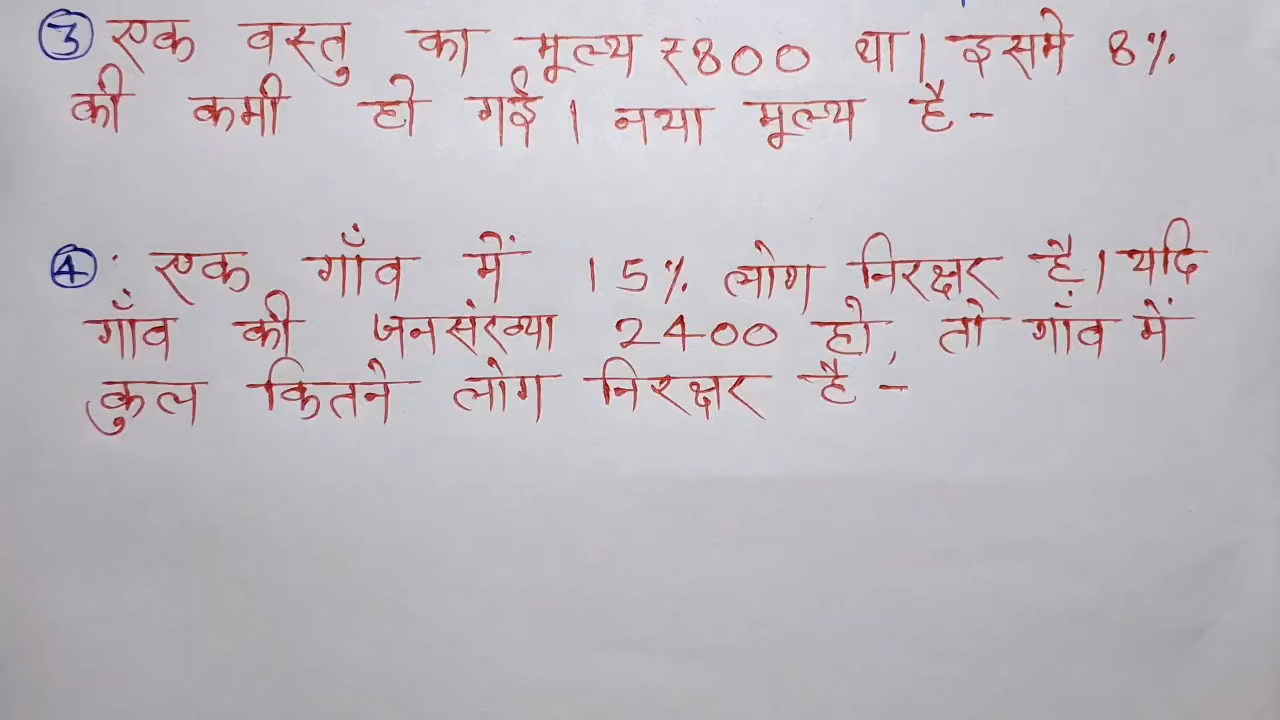 ③ एक वस्तु का मूल्य ₹800 था। इसमे 8%
की कमी हो गई। नया मूल्य है -
④ एक गाँव में 15% लोग निरक्षर है। यदि
गाँव की जनसंख्या 2400 हो, तो गाँव में
कुल कितने लोग निरक्षर है -